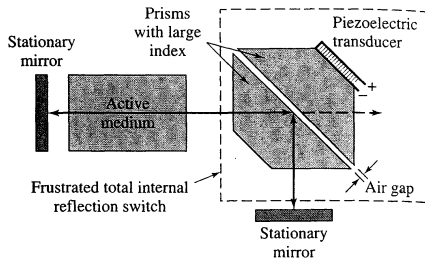 Prisms
with large
index
Piezoelectric
transducer
Stationary
mirror
Active
medium
− +
Frustrated total internal
reflection switch
Air gap
Stationary
mirror